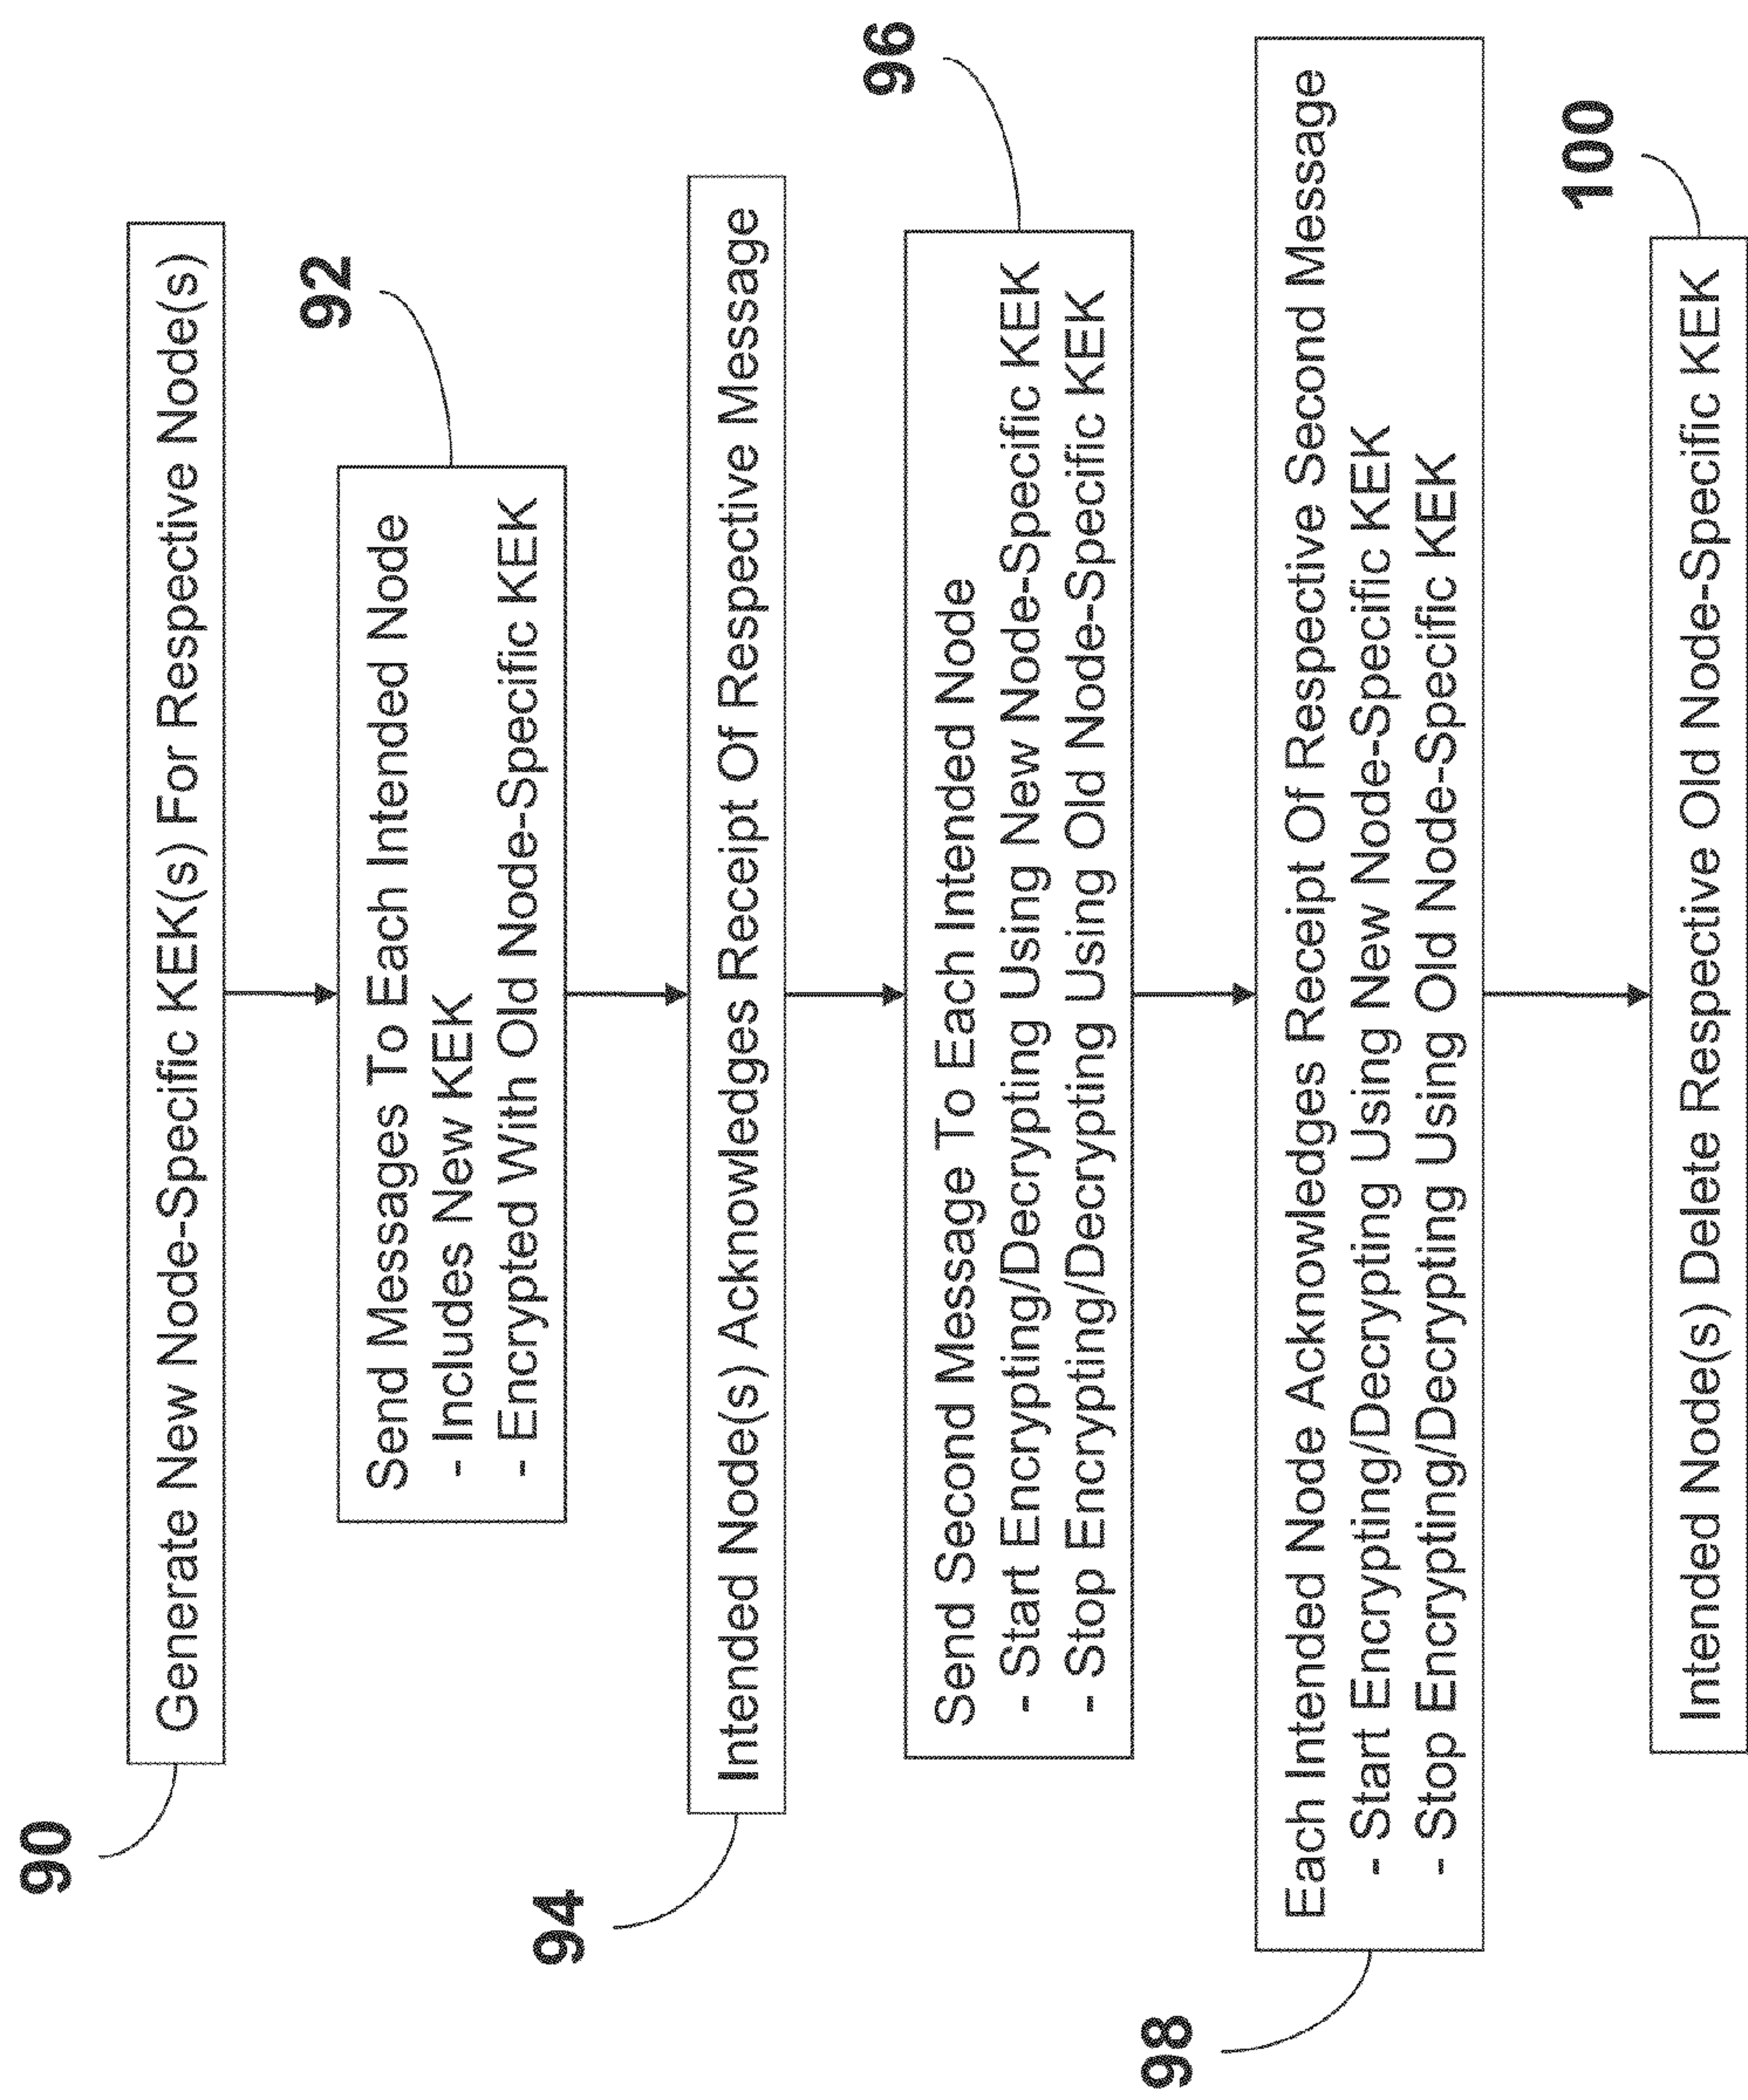 90
Generate New Node-Specific KEK(s) For Respective Node(s)
92
Send Messages To Each Intended Node
- Includes New KEK
- Encrypted With Old Node-Specific KEK
94
Intended Node(s) Acknowledges Receipt Of Respective Message
96
Send Second Message To Each Intended Node
- Start Encrypting/Decrypting Using New Node-Specific KEK
- Stop Encrypting/Decrypting Using Old Node-Specific KEK
98
Each Intended Node Acknowledges Receipt Of Respective Second Message
- Start Encrypting/Decrypting Using New Node-Specific KEK
- Stop Encrypting/Decrypting Using Old Node-Specific KEK
100
Intended Node(s) Delete Respective Old Node-Specific KEK